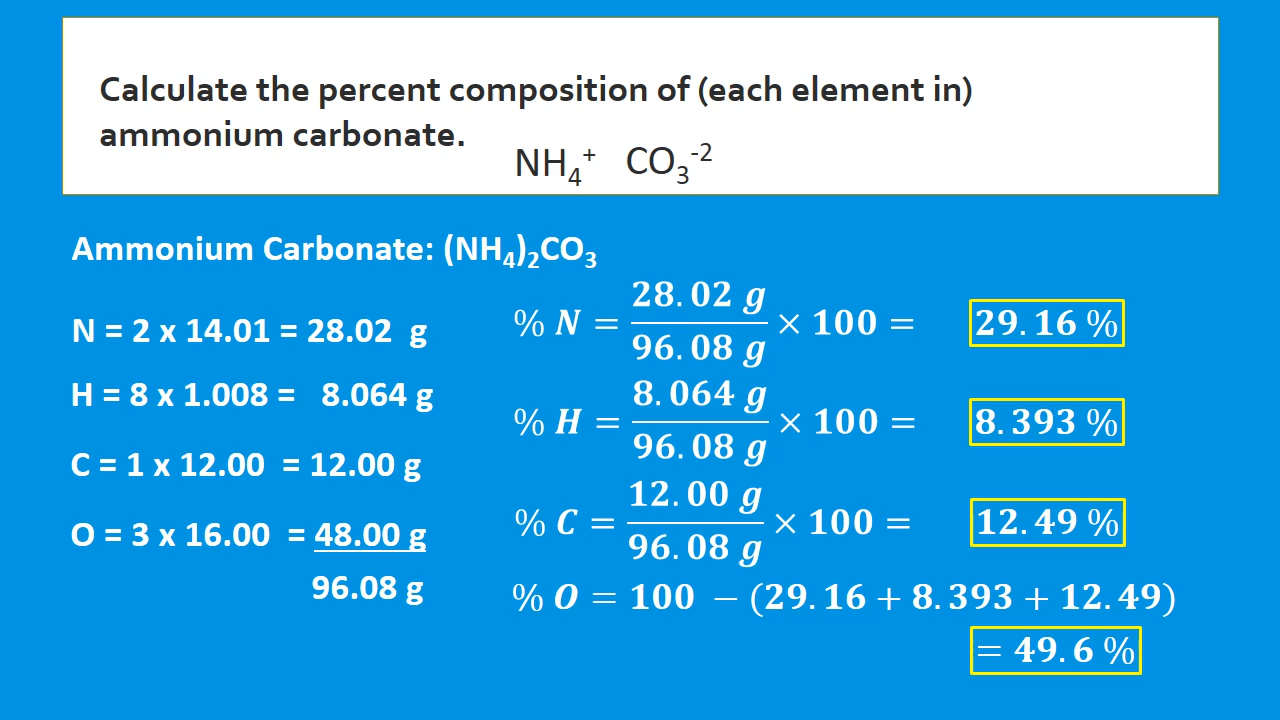 Calculate the percent composition of (each element in)
ammonium carbonate.
NH₄⁺ CO₃⁻²
Ammonium Carbonate: (NH₄)₂CO₃
N = 2 x 14.01 = 28.02 g
% N = 28.02 g / 96.08 g × 100 = 29.16 %
H = 8 x 1.008 = 8.064 g
% H = 8.064 g / 96.08 g × 100 = 8.393 %
C = 1 x 12.00 = 12.00 g
% C = 12.00 g / 96.08 g × 100 = 12.49 %
O = 3 x 16.00 = 48.00 g
96.08 g
% O = 100 − (29.16 + 8.393 + 12.49)
= 49.6 %